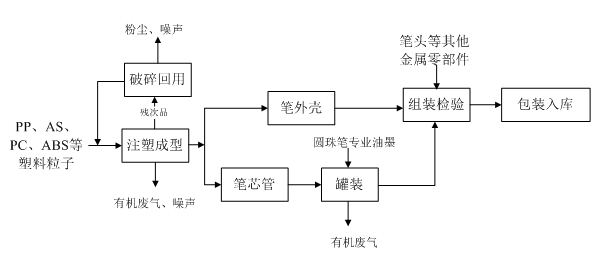 粉尘、噪声
破碎回用
残次品
PP、AS、
PC、ABS等
塑料粒子
注塑成型
有机废气、噪声
笔外壳
笔芯管
圆珠笔专业油墨
罐装
有机废气
笔头等其他
金属零部件
组装检验
包装入库